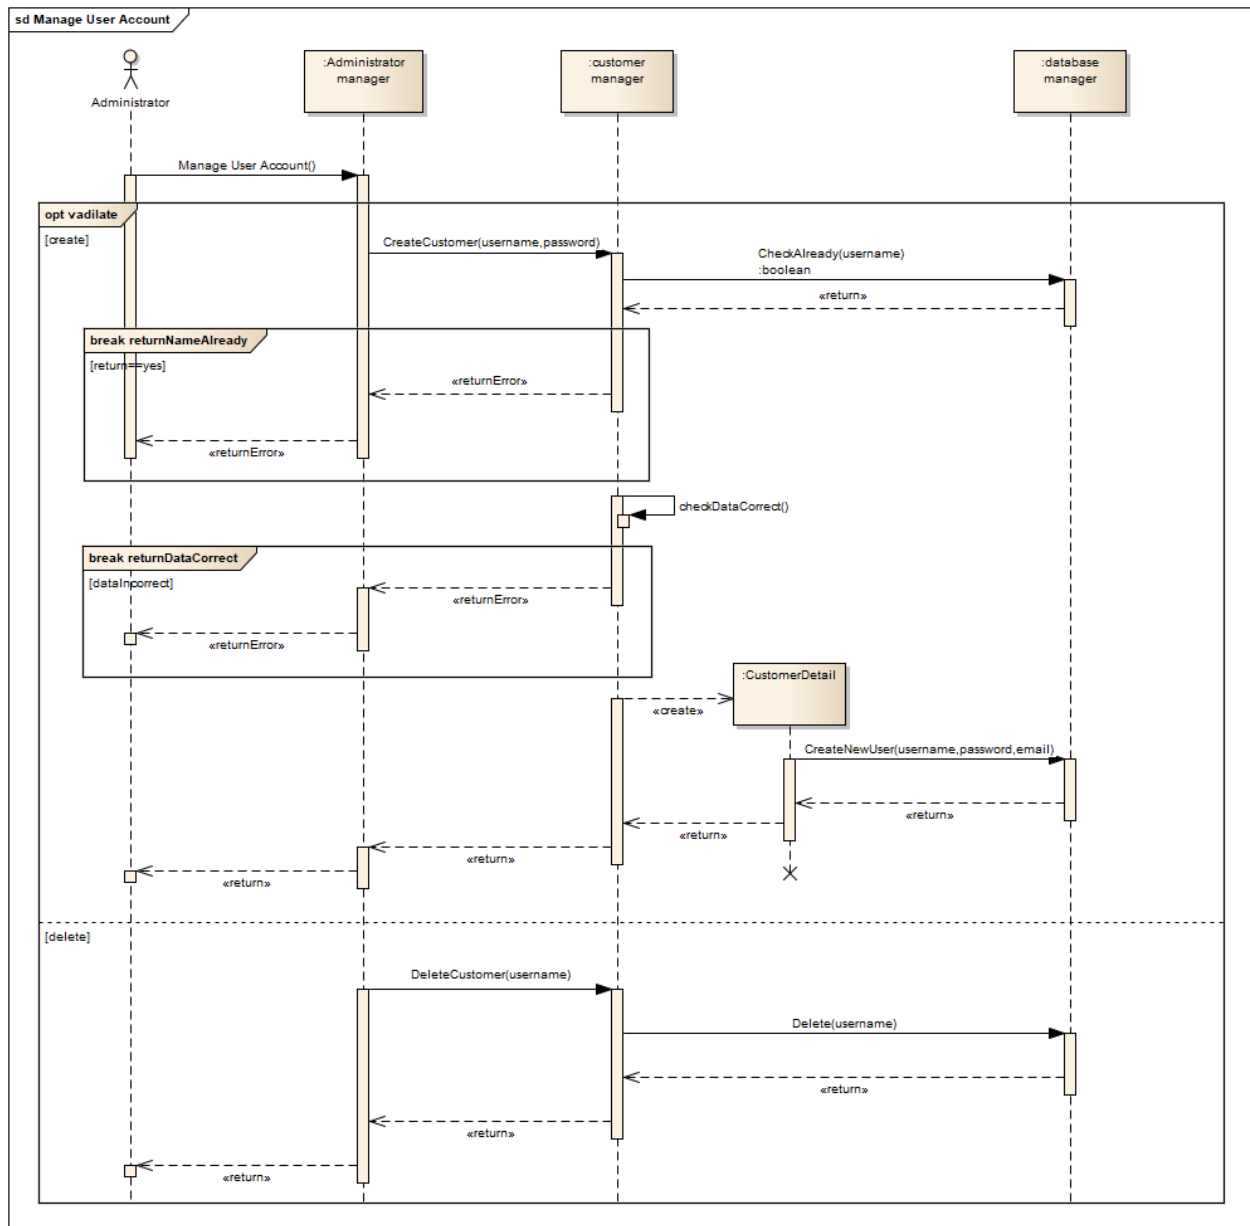 sd Manage User Account
Administrator
:Administrator
manager
:customer
manager
:database
manager
Manage User Account()
opt vadilate
[create]
CreateCustomer(username,password)
CheckAlready(username)
:boolean
«return»
break returnNameAlready
[return==yes]
«returnError»
«returnError»
checkDataCorrect()
break returnDataCorrect
[dataIncorrect]
«returnError»
«returnError»
:CustomerDetail
«create»
CreateNewUser(username,password,email)
«return»
«return»
«return»
«return»
[delete]
DeleteCustomer(username)
Delete(username)
«return»
«return»
«return»